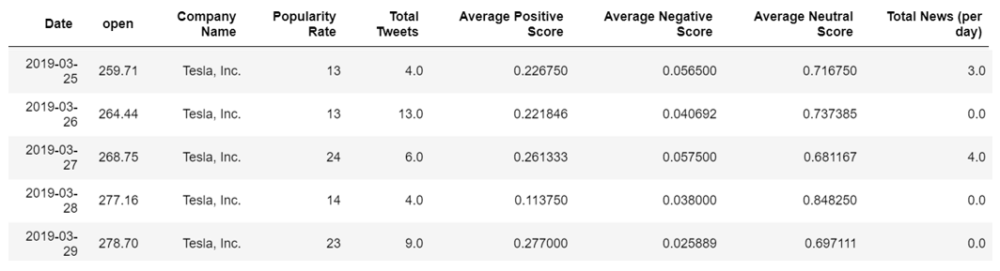 Date open Company Name Popularity Rate Total Tweets Average Positive Score Average Negative Score Average Neutral Score Total News (per day)
2019-03-25 259.71 Tesla, Inc. 13 4.0 0.226750 0.056500 0.716750 3.0
2019-03-26 264.44 Tesla, Inc. 13 13.0 0.221846 0.040692 0.737385 0.0
2019-03-27 268.75 Tesla, Inc. 24 6.0 0.261333 0.057500 0.681167 4.0
2019-03-28 277.16 Tesla, Inc. 14 4.0 0.113750 0.038000 0.848250 0.0
2019-03-29 278.70 Tesla, Inc. 23 9.0 0.277000 0.025889 0.697111 0.0